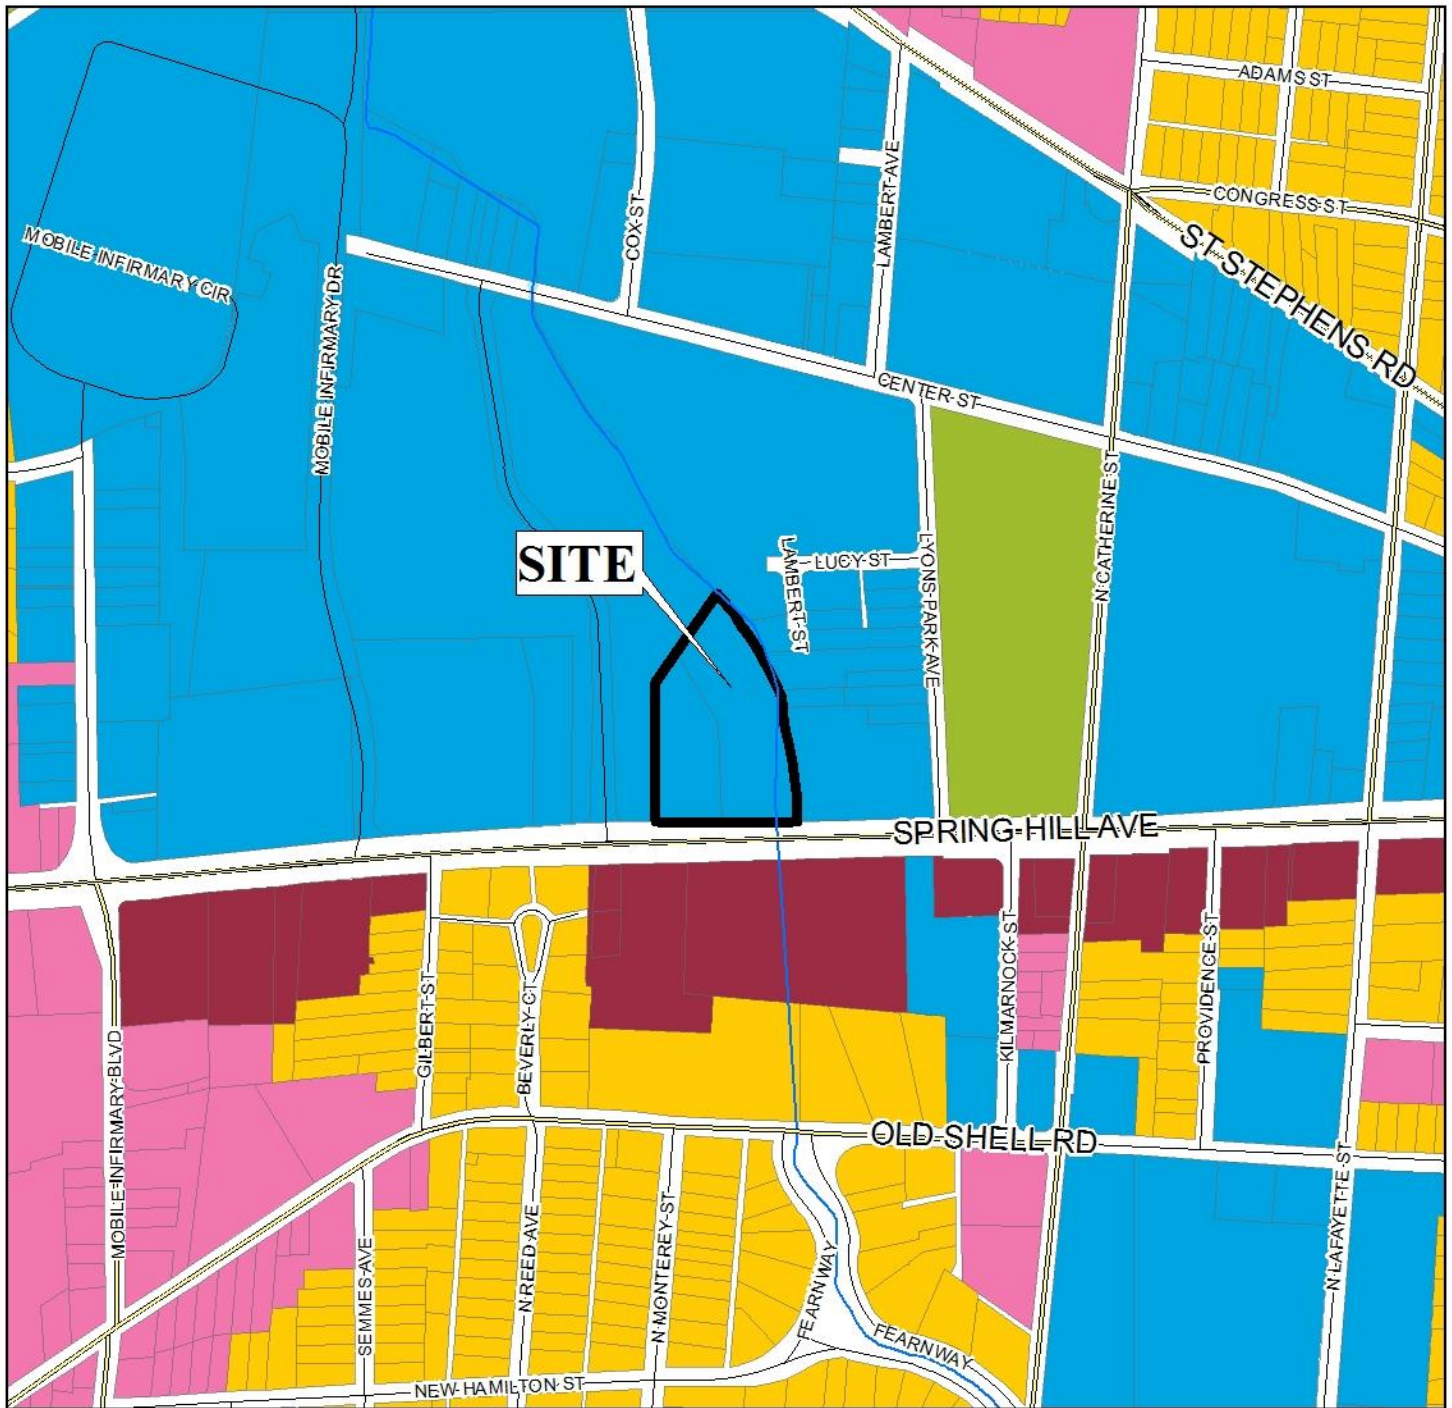 ADAMS ST
CONGRESS ST
ST STEPHENS RD
LAMBERT AVE
COX ST
MOBILE INFIRMARY CIR
MOBILE INFIRMARY DR
CENTER ST
N CATHERINE ST
SITE
LAMBERT ST
LUCY ST
LYONS PARK AVE
SPRING HILL AVE
GILBERT ST
BEVERLY CT
KILMARNOCK ST
PROVIDENCE ST
MOBILE INFIRMARY BLVD
OLD SHELL RD
N LAFAYETTE ST
SEMMES AVE
N REED AVE
N MONTEREY ST
FEARNWAY
FEARNWAY
NEW HAMILTON ST